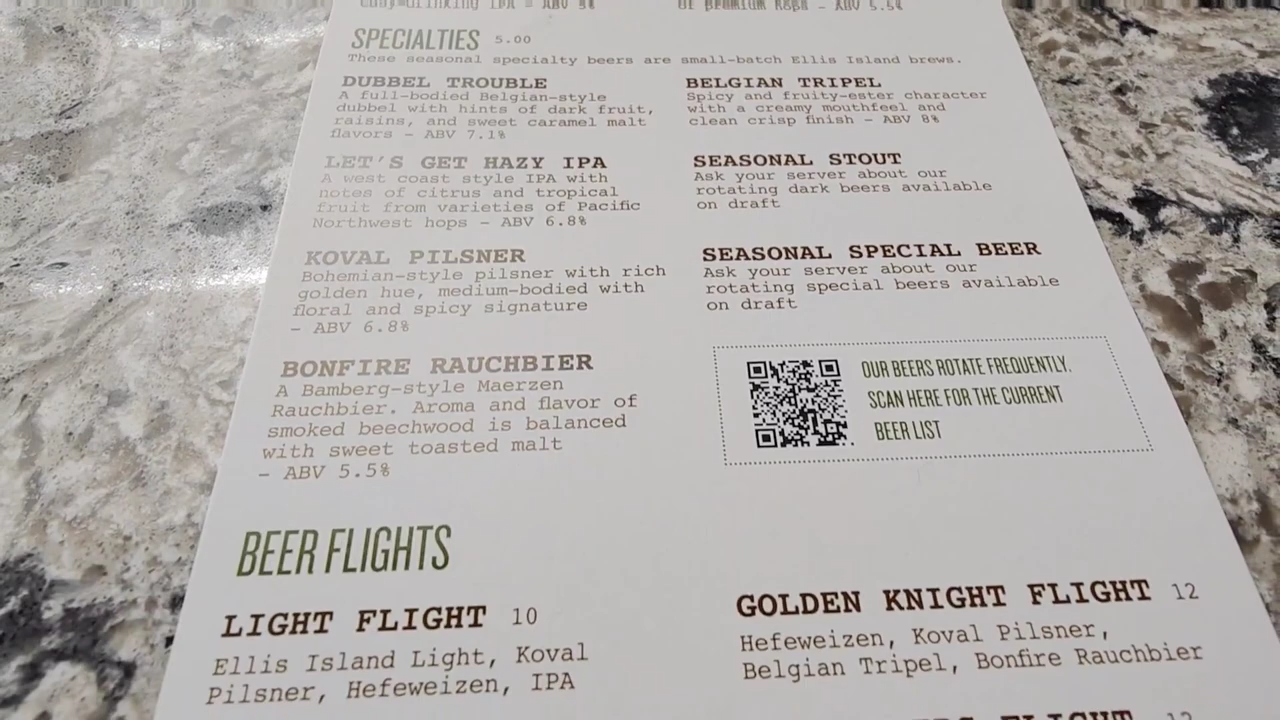 SPECIALTIES 5.00
These seasonal specialty beers are small-batch Ellis Island brews.
DUBBEL TROUBLE
A full-bodied Belgian-style
dubbel with hints of dark fruit,
raisins, and sweet caramel malt
flavors - ABV 7.1%
LET'S GET HAZY IPA
A west coast style IPA with
notes of citrus and tropical
fruit from varieties of Pacific
Northwest hops - ABV 6.8%
KOVAL PILSNER
Bohemian-style pilsner with rich
golden hue, medium-bodied with
floral and spicy signature
- ABV 6.8%
BONFIRE RAUCHBIER
A Bamberg-style Maerzen
Rauchbier. Aroma and flavor of
smoked beechwood is balanced
with sweet toasted malt
- ABV 5.5%
BELGIAN TRIPEL
Spicy and fruity-ester character
with a creamy mouthfeel and
clean crisp finish - ABV 8%
SEASONAL STOUT
Ask your server about our
rotating dark beers available
on draft
SEASONAL SPECIAL BEER
Ask your server about our
rotating special beers available
on draft
OUR BEERS ROTATE FREQUENTLY.
SCAN HERE FOR THE CURRENT
BEER LIST
BEER FLIGHTS
LIGHT FLIGHT 10
Ellis Island Light, Koval
Pilsner, Hefeweizen, IPA
GOLDEN KNIGHT FLIGHT 12
Hefeweizen, Koval Pilsner,
Belgian Tripel, Bonfire Rauchbier
FLIGHT 12